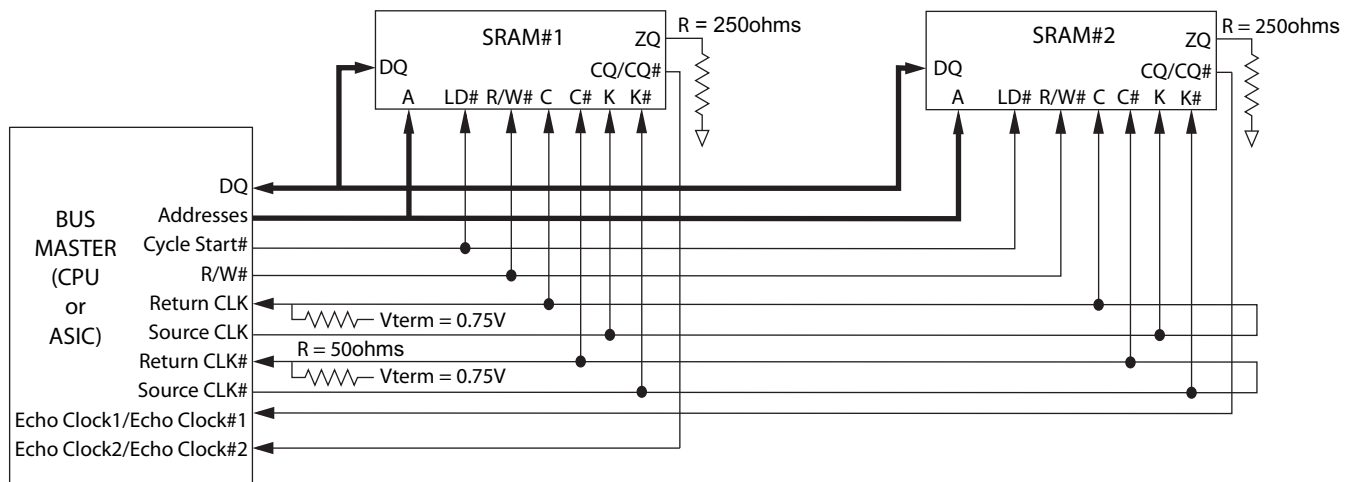 SRAM#1
ZQ
R = 250ohms
DQ
CQ/CQ#
A
LD#
R/W#
C
C#
K
K#
SRAM#2
ZQ
R = 250ohms
DQ
CQ/CQ#
A
LD#
R/W#
C
C#
K
K#
BUS
MASTER
(CPU
or
ASIC)
DQ
Addresses
Cycle Start#
R/W#
Return CLK
Vterm = 0.75V
Source CLK
R = 50ohms
Return CLK#
Vterm = 0.75V
Source CLK#
Echo Clock1/Echo Clock#1
Echo Clock2/Echo Clock#2